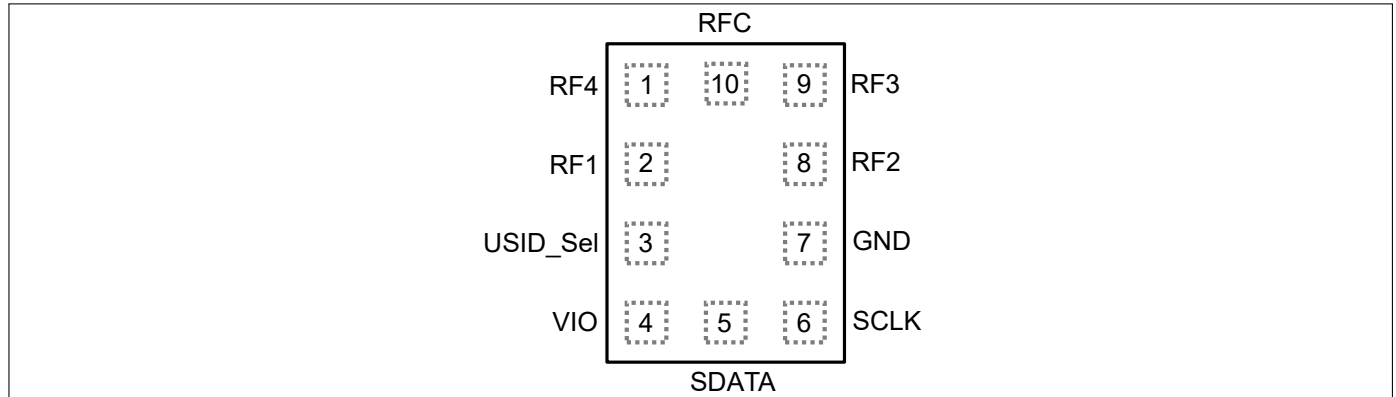 RFC
RF4 1 10 9 RF3
RF1 2 8 RF2
USID_Sel 3 7 GND
VIO 4 5 6 SCLK
SDATA